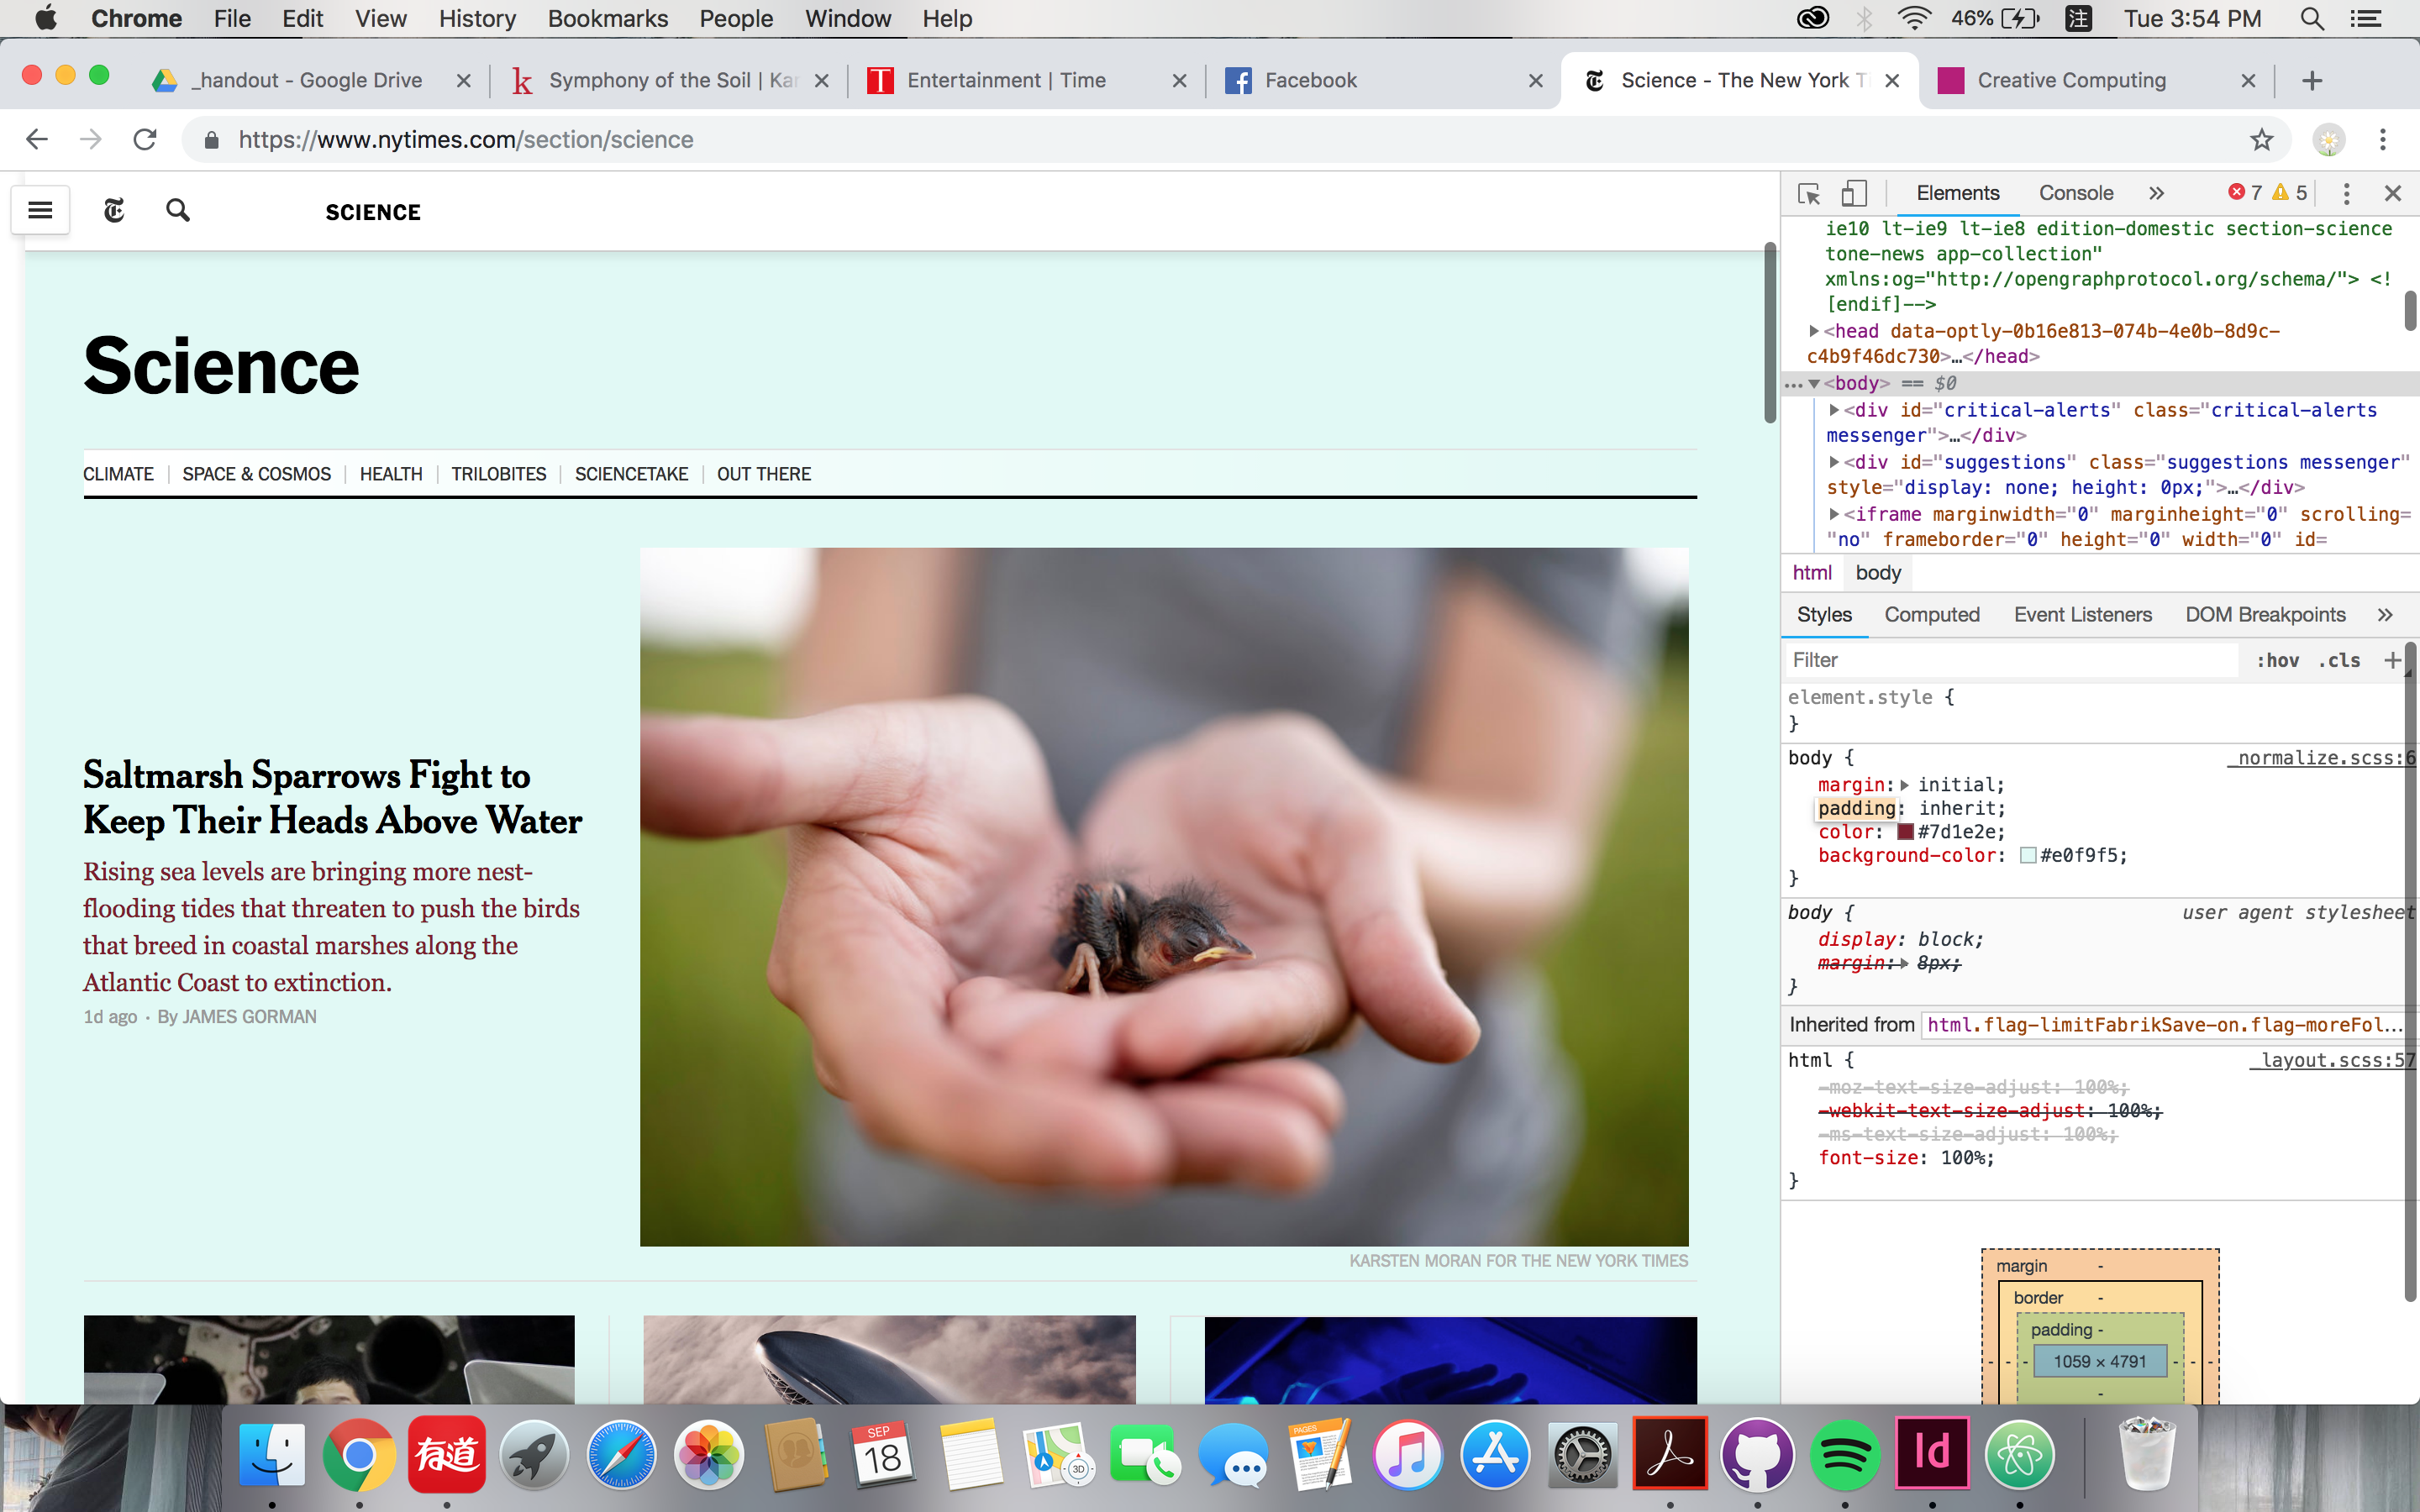 Chrome File Edit View History Bookmarks People Window Help 46% 注 Tue 3:54 PM
_handout - Google Drive
k Symphony of the Soil | Kar
T Entertainment | Time
f Facebook
Science - The New York Ti
Creative Computing
https://www.nytimes.com/section/science
SCIENCE
Science
CLIMATE | SPACE & COSMOS | HEALTH | TRILOBITES | SCIENCETAKE | OUT THERE
Saltmarsh Sparrows Fight to
Keep Their Heads Above Water
Rising sea levels are bringing more nest-
flooding tides that threaten to push the birds
that breed in coastal marshes along the
Atlantic Coast to extinction.
1d ago · By JAMES GORMAN
KARSTEN MORAN FOR THE NEW YORK TIMES
Elements Console » 7 5
ie10 lt-ie9 lt-ie8 edition-domestic section-science
tone-news app-collection"
xmlns:og="http://opengraphprotocol.org/schema/"> <!
[endif]-->
<head data-optly-0b16e813-074b-4e0b-8d9c-
c4b9f46dc730>…</head>
… <body> == $0
<div id="critical-alerts" class="critical-alerts
messenger">…</div>
<div id="suggestions" class="suggestions messenger"
style="display: none; height: 0px;">…</div>
<iframe marginwidth="0" marginheight="0" scrolling=
"no" frameborder="0" height="0" width="0" id=
html body
Styles Computed Event Listeners DOM Breakpoints »
Filter :hov .cls +
element.style {
}
body { _normalize.scss:6
margin: initial;
padding: inherit;
color: #7d1e2e;
background-color: #e0f9f5;
}
body { user agent stylesheet
display: block;
margin: 8px;
}
Inherited from html.flag-limitFabrikSave-on.flag-moreFol…
html { _layout.scss:57
-moz-text-size-adjust: 100%;
-webkit-text-size-adjust: 100%;
-ms-text-size-adjust: 100%;
font-size: 100%;
}
margin -
border -
padding -
- - - 1059 × 4791 - - -
-
有道
SEP
18
3D
PAGES
Id